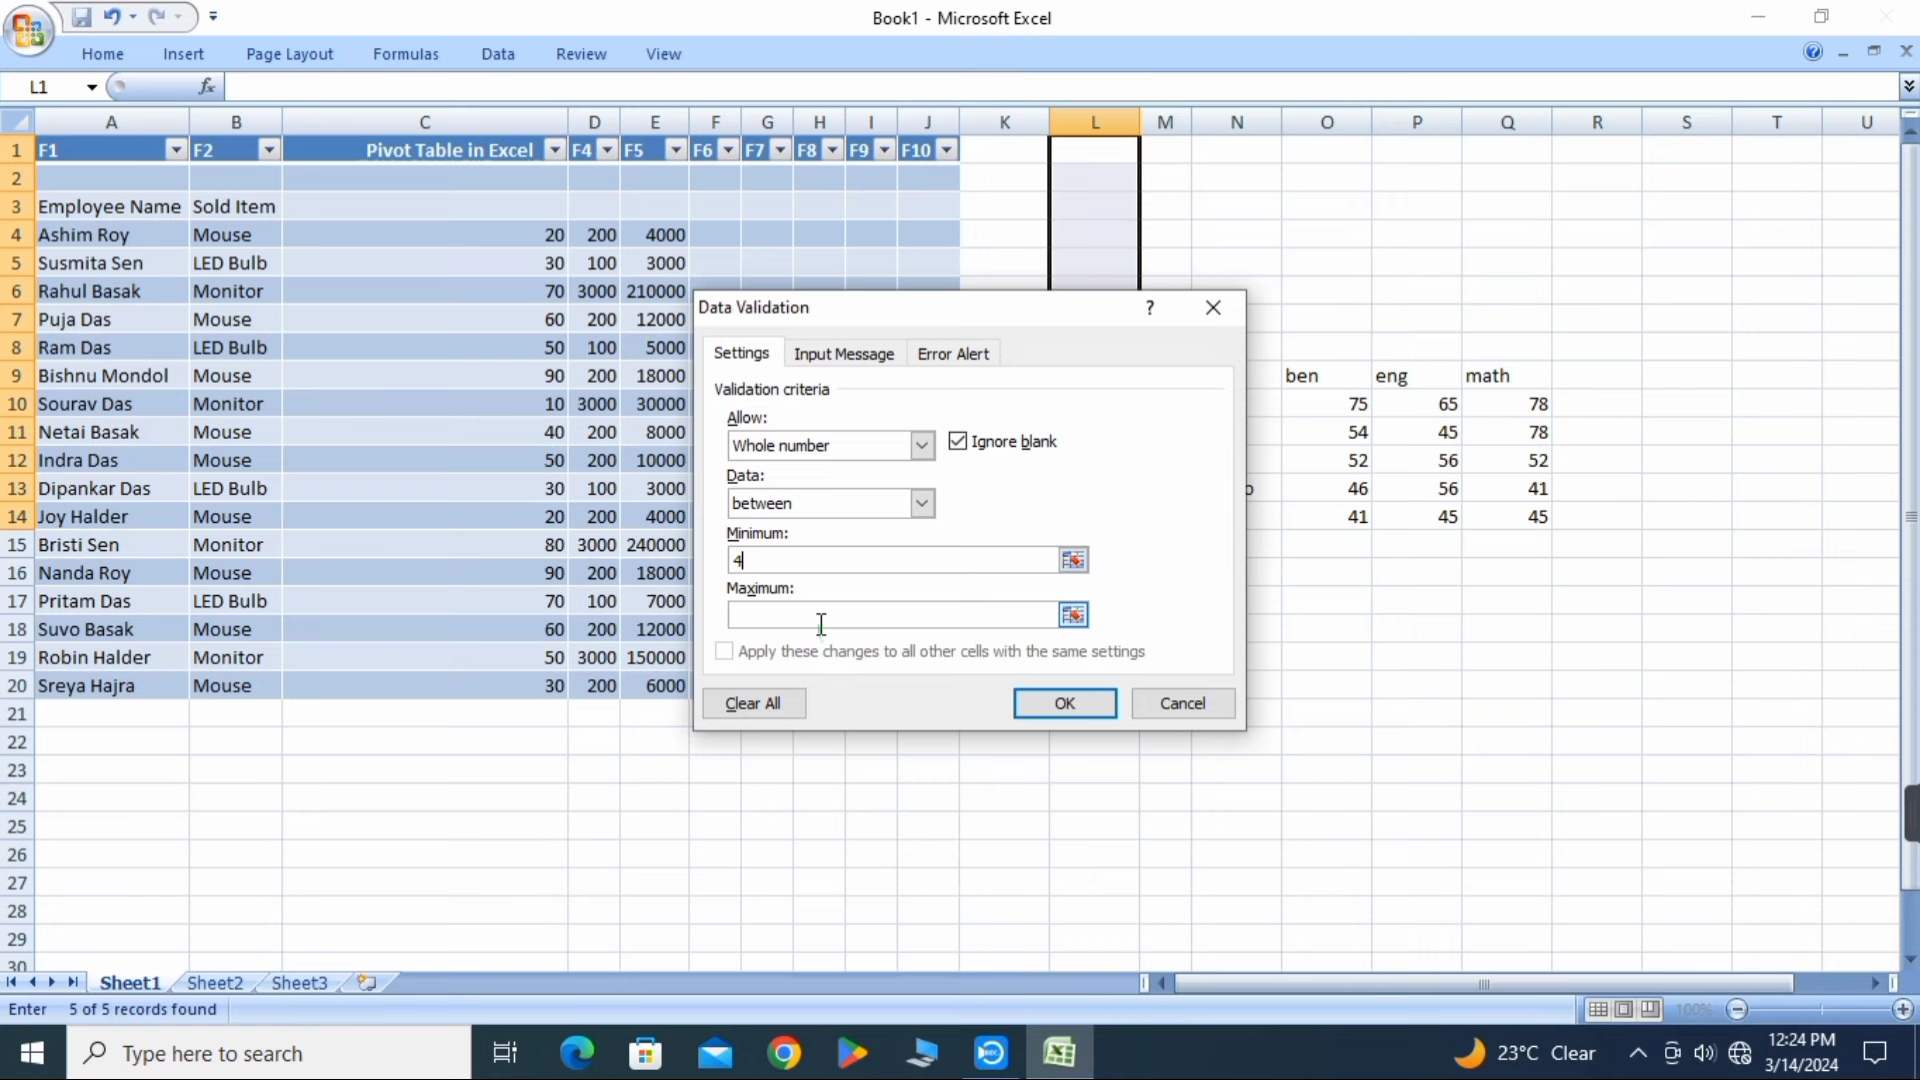 Book1 - Microsoft Excel
Home Insert Page Layout Formulas Data Review View
L1 fx
A B C D E F G H I J K L M N O P Q R S T U
1 F1 F2 Pivot Table in Excel F4 F5 F6 F7 F8 F9 F10
2
3 Employee Name Sold Item
4 Ashim Roy Mouse 20 200 4000
5 Susmita Sen LED Bulb 30 100 3000
6 Rahul Basak Monitor 70 3000 210000
7 Puja Das Mouse 60 200 12000
8 Ram Das LED Bulb 50 100 5000
9 Bishnu Mondol Mouse 90 200 18000 ben eng math
10 Sourav Das Monitor 10 3000 30000 75 65 78
11 Netai Basak Mouse 40 200 8000 54 45 78
12 Indra Das Mouse 50 200 10000 52 56 52
13 Dipankar Das LED Bulb 30 100 3000 46 56 41
14 Joy Halder Mouse 20 200 4000 41 45 45
15 Bristi Sen Monitor 80 3000 240000
16 Nanda Roy Mouse 90 200 18000
17 Pritam Das LED Bulb 70 100 7000
18 Suvo Basak Mouse 60 200 12000
19 Robin Halder Monitor 50 3000 150000
20 Sreya Hajra Mouse 30 200 6000
21
22
23
24
25
26
27
28
29
30
Data Validation ?
Settings Input Message Error Alert
Validation criteria
Allow:
Whole number Ignore blank
Data:
between
Minimum:
4
Maximum:
Apply these changes to all other cells with the same settings
Clear All OK Cancel
Sheet1 Sheet2 Sheet3
Enter 5 of 5 records found 100%
Type here to search 23°C Clear 12:24 PM
3/14/2024